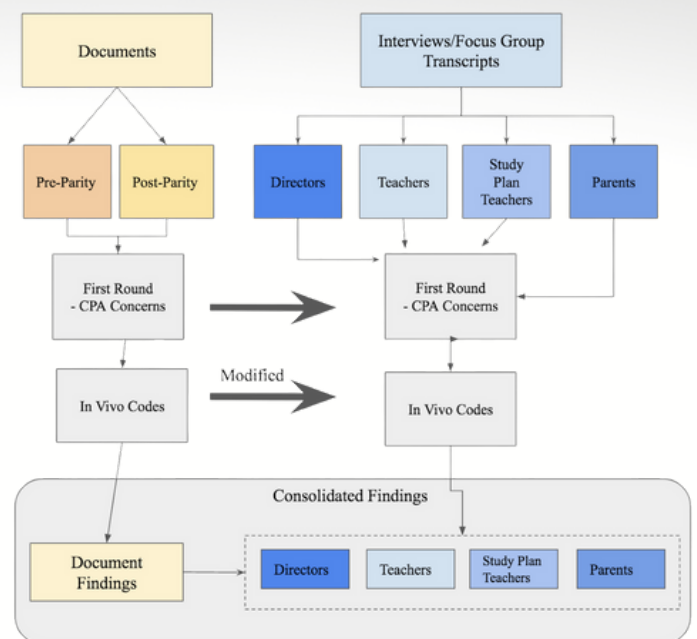 Documents
Interviews/Focus Group
Transcripts
Pre-Parity
Post-Parity
Directors
Teachers
Study
Plan
Teachers
Parents
First Round
- CPA Concerns
First Round
- CPA Concerns
Modified
In Vivo Codes
In Vivo Codes
Consolidated Findings
Document
Findings
Directors
Teachers
Study Plan
Teachers
Parents